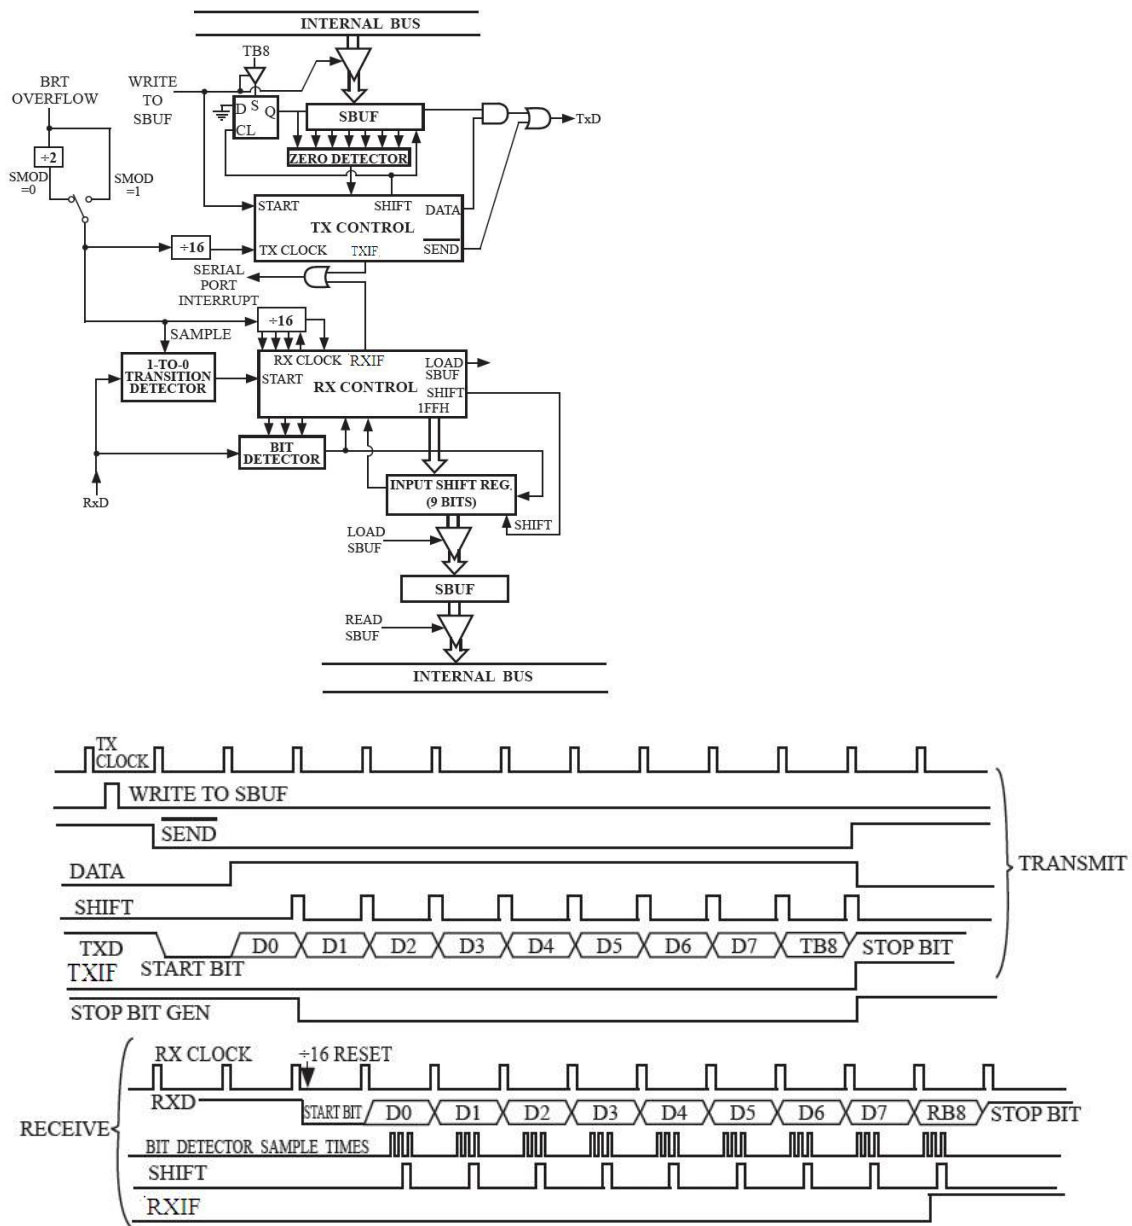 INTERNAL BUS
TB8
BRT
OVERFLOW
WRITE
TO
SBUF
D S Q
CL
SBUF
TxD
÷2
ZERO DETECTOR
SMOD
=0
SMOD
=1
START
SHIFT
DATA
TX CONTROL
÷16
TX CLOCK
TXIF
SEND
SERIAL
PORT
INTERRUPT
÷16
SAMPLE
1-TO-0
TRANSITION
DETECTOR
RX CLOCK
RXIF
LOAD
SBUF
START
RX CONTROL
SHIFT
1FFH
BIT
DETECTOR
RxD
INPUT SHIFT REG.
(9 BITS)
SHIFT
LOAD
SBUF
SBUF
READ
SBUF
INTERNAL BUS
TX
CLOCK
WRITE TO SBUF
SEND
DATA
TRANSMIT
SHIFT
TXD
D0 D1 D2 D3 D4 D5 D6 D7 TB8 STOP BIT
START BIT
TXIF
STOP BIT GEN
RX CLOCK
÷16 RESET
RXD
START BIT D0 D1 D2 D3 D4 D5 D6 D7 RB8 STOP BIT
RECEIVE
BIT DETECTOR SAMPLE TIMES
SHIFT
RXIF